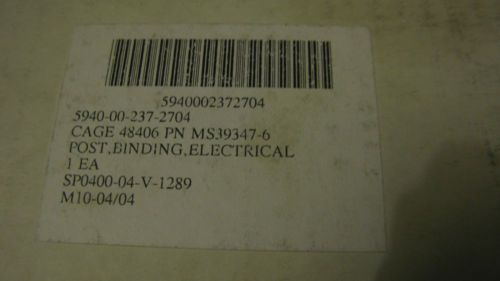 5940002372704
5940-00-237-2704
CAGE 48406 PN MS39347-6
POST,BINDING,ELECTRICAL
1 EA
SP0400-04-V-1289
M10-04/04